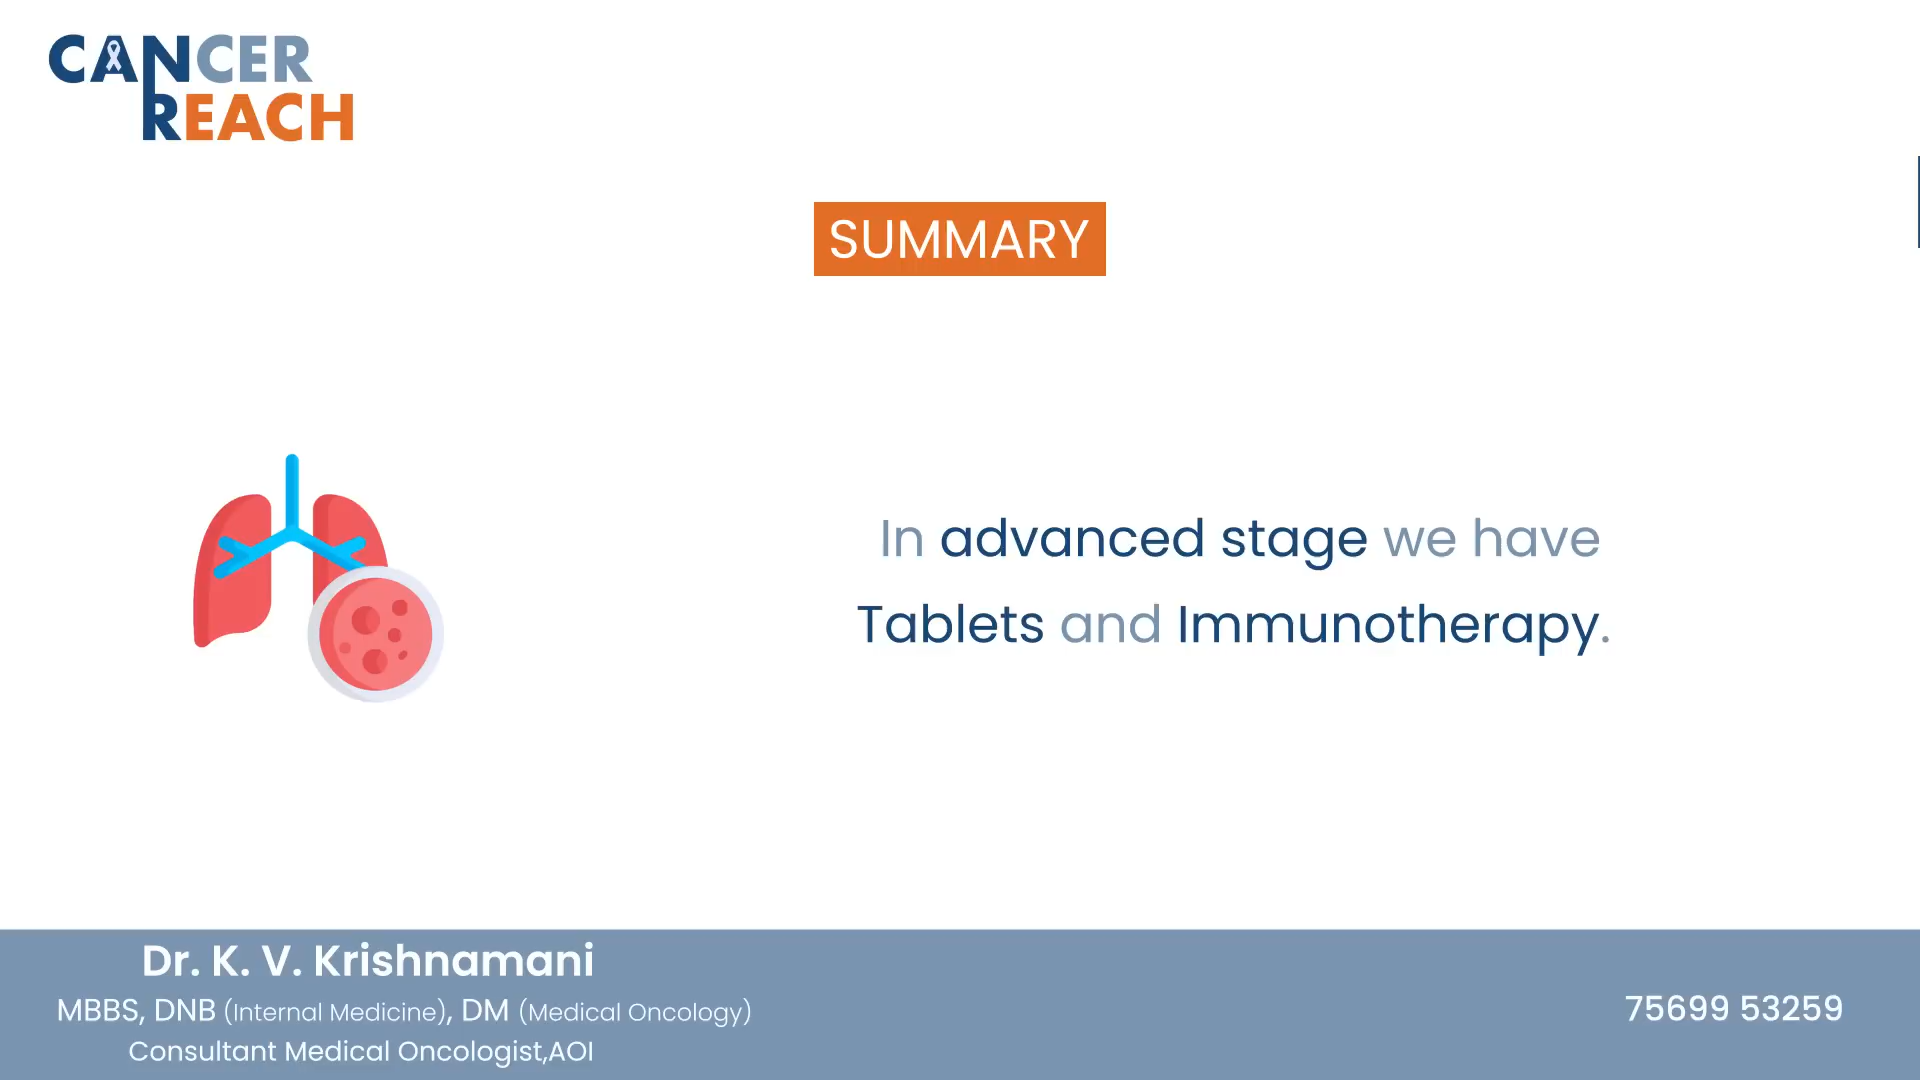 CANCER
REACH
SUMMARY
In advanced stage we have
Tablets and Immunotherapy.
Dr. K. V. Krishnamani
MBBS, DNB (Internal Medicine), DM (Medical Oncology)
Consultant Medical Oncologist,AOI
75699 53259